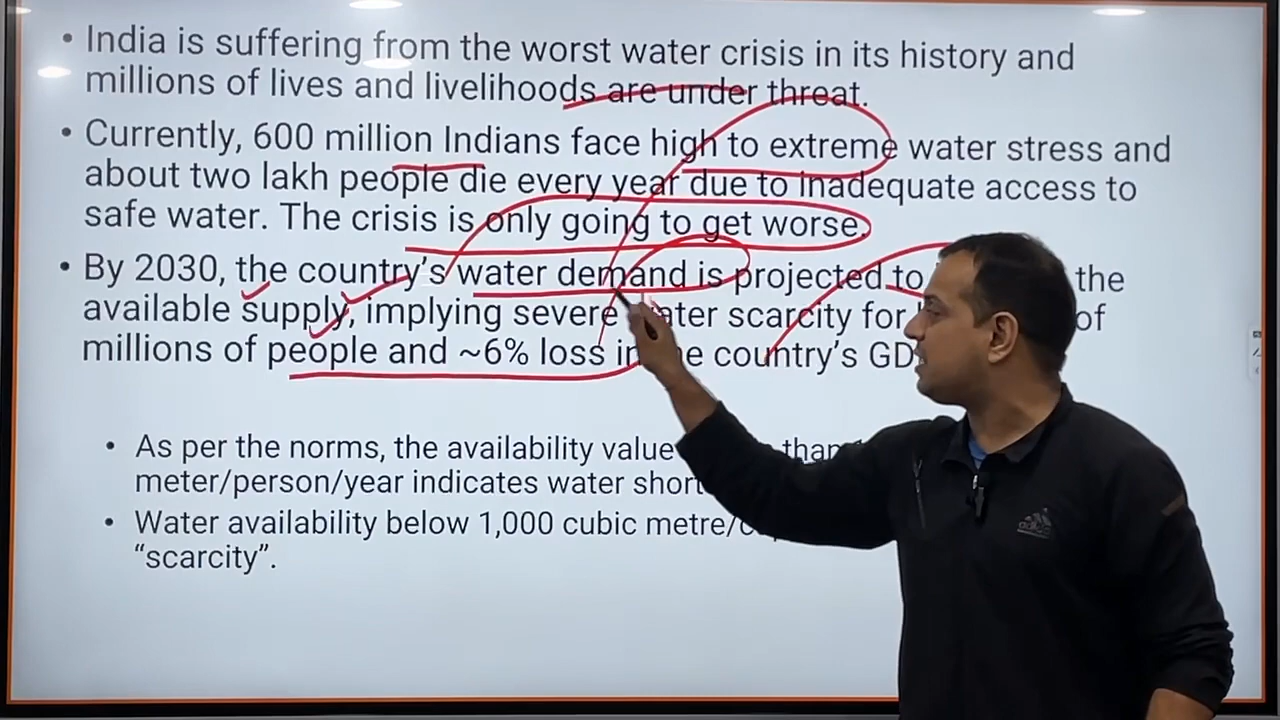 • India is suffering from the worst water crisis in its history and
millions of lives and livelihoods are under threat.
• Currently, 600 million Indians face high to extreme water stress and
about two lakh people die every year due to inadequate access to
safe water. The crisis is only going to get worse.
• By 2030, the country's water demand is projected to the
available supply, implying severe water scarcity for of
millions of people and ~6% loss in the country's
• As per the norms, the availability value than
meter/person/year indicates water
• Water availability below 1,000 cubic
“scarcity”.
adidas